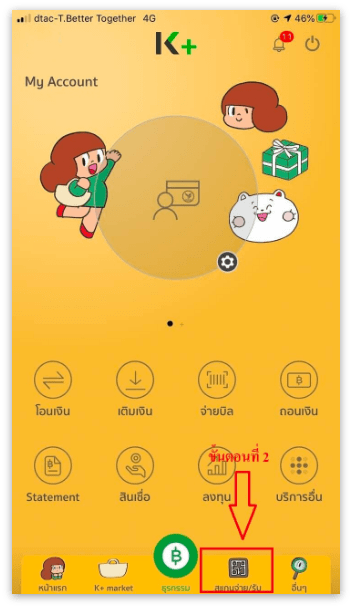 dtac-T.Better Together 4G 46%
K+
11
My Account
โอนเงิน เติมเงิน จ่ายบิล ถอนเงิน
ขั้นตอนที่ 2
Statement สินเชื่อ ลงทุน บริการอื่น
หน้าแรก K+ market ธุรกรรม สแกนจ่าย/รับ อื่นๆ